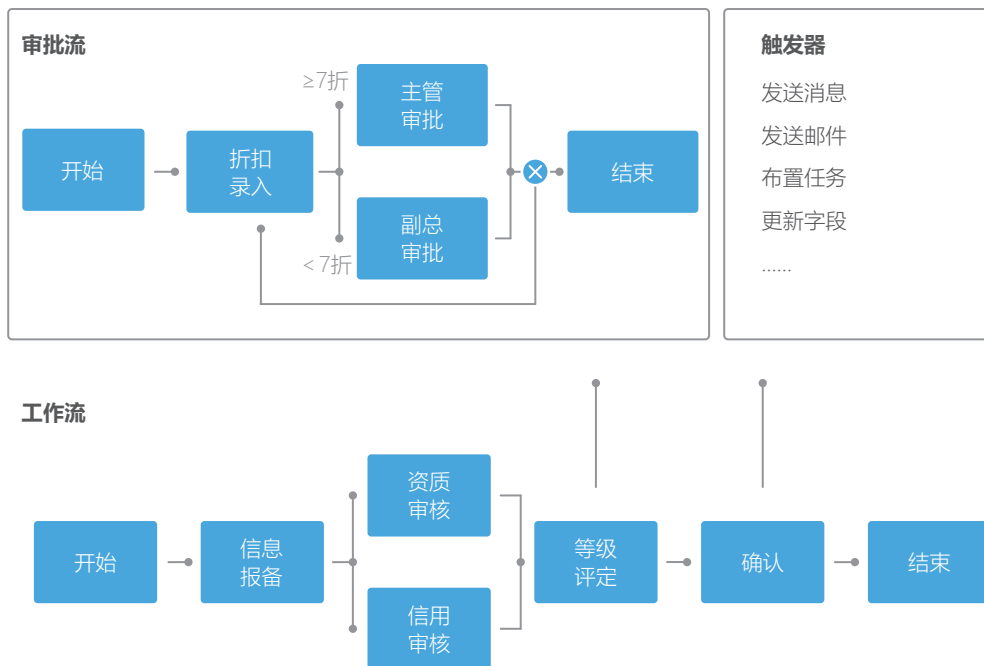 审批流
开始
折扣
录入
≥7折
主管
审批
< 7折
副总
审批
结束
触发器
发送消息
发送邮件
布置任务
更新字段
......
工作流
开始
信息
报备
资质
审核
信用
审核
等级
评定
确认
结束